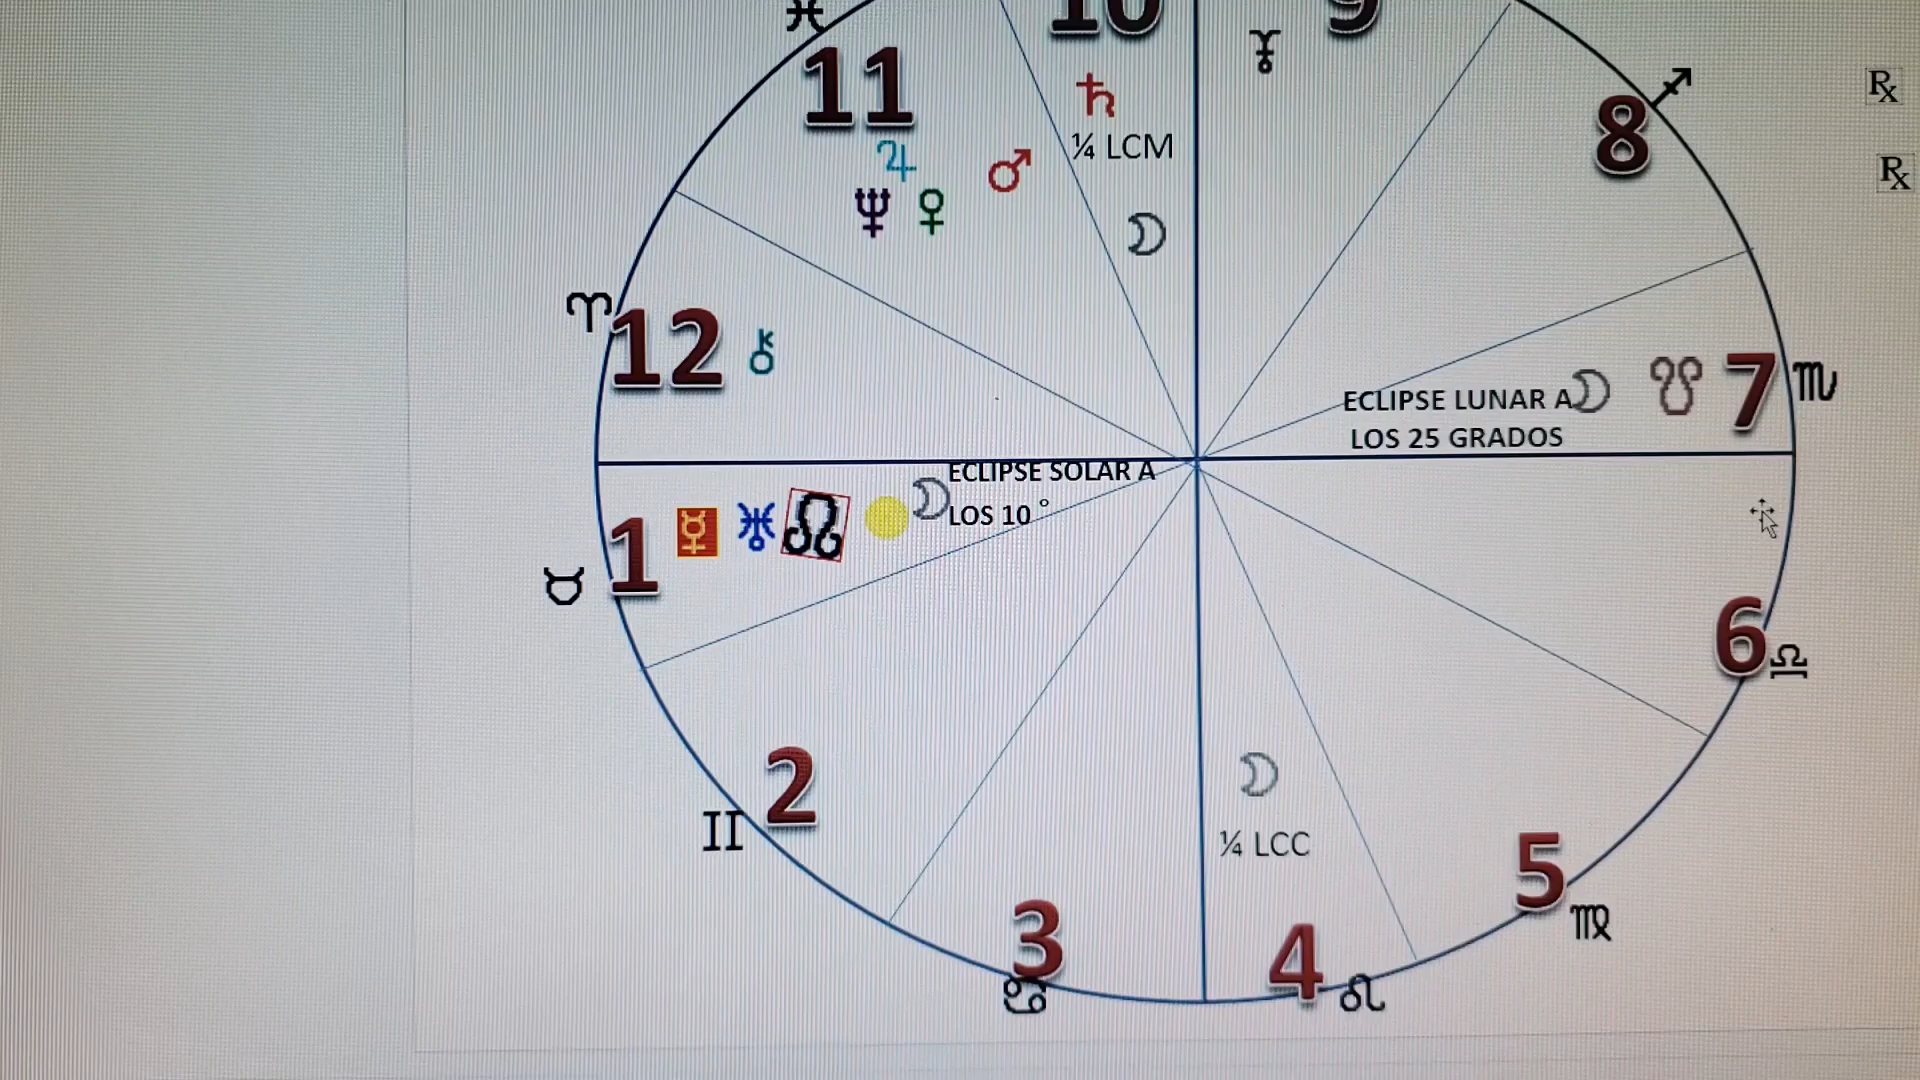 10
9
11
8
¼ LCM
℞
℞
12
7
ECLIPSE LUNAR A
LOS 25 GRADOS
ECLIPSE SOLAR A
LOS 10 °
1
6
2
¼ LCC
5
3
4